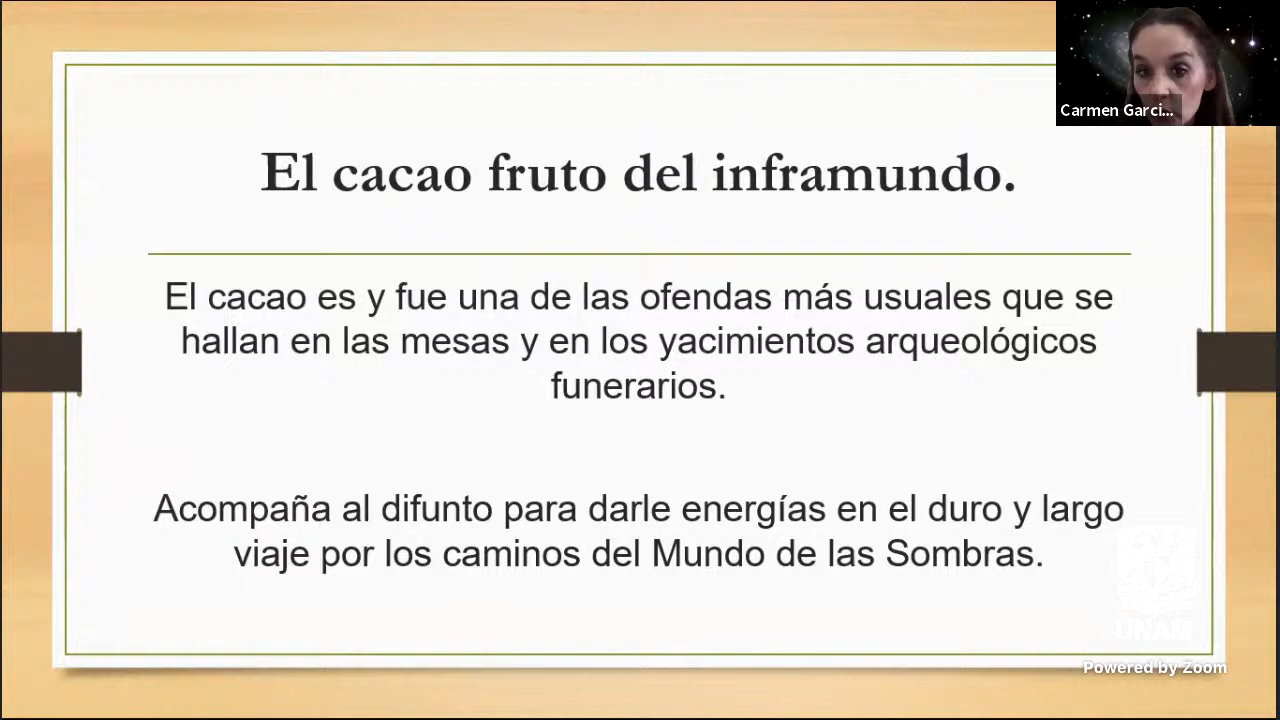 Carmen Garci...
El cacao fruto del inframundo.
El cacao es y fue una de las ofendas más usuales que se
hallan en las mesas y en los yacimientos arqueológicos
funerarios.
Acompaña al difunto para darle energías en el duro y largo
viaje por los caminos del Mundo de las Sombras.
UNAM
Powered by Zoom